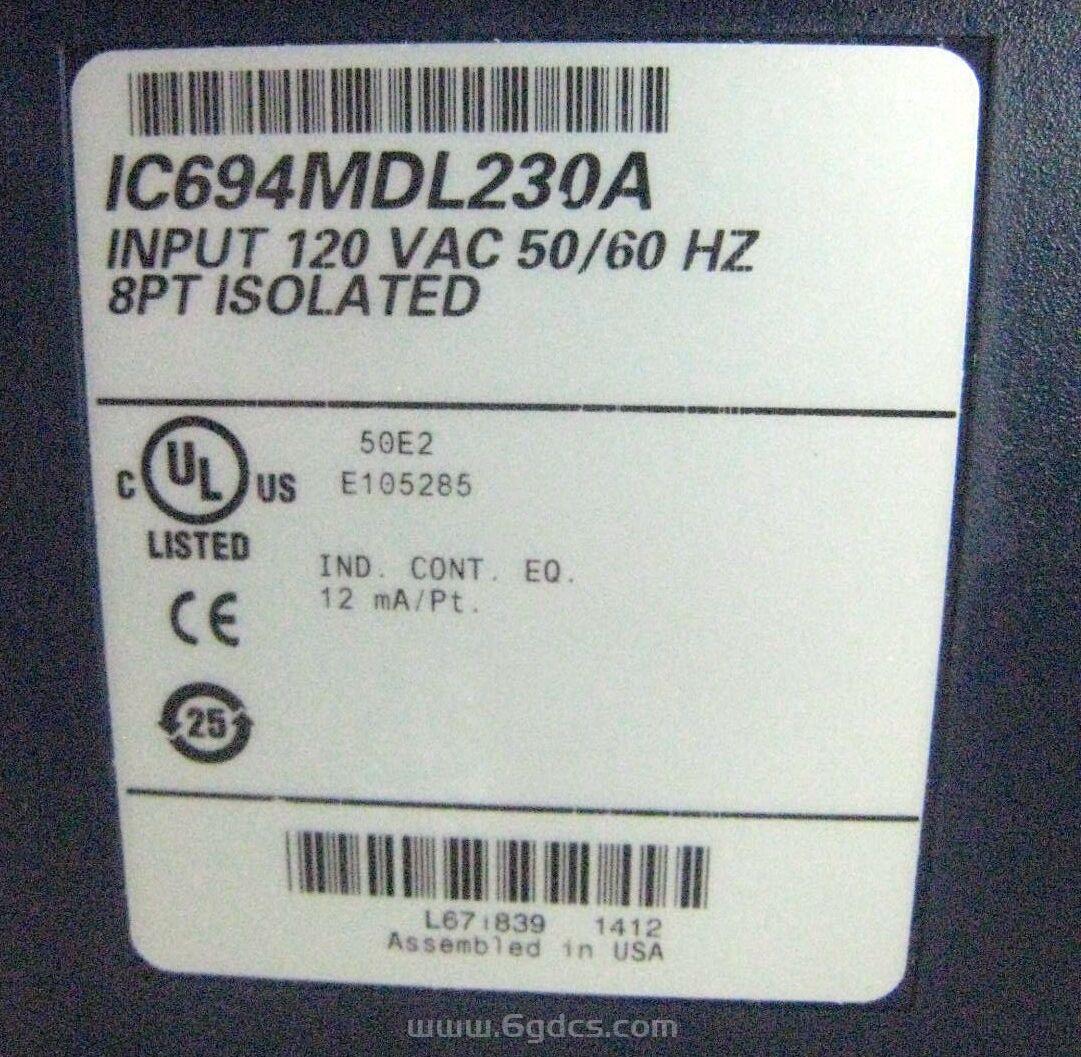 IC694MDL230A
INPUT 120 VAC 50/60 HZ
8PT ISOLATED
50E2
C UL US E105285
LISTED
IND. CONT. EQ.
12 mA/Pt.
CE
25
1412
Assembled in USA
www.6gdcs.com